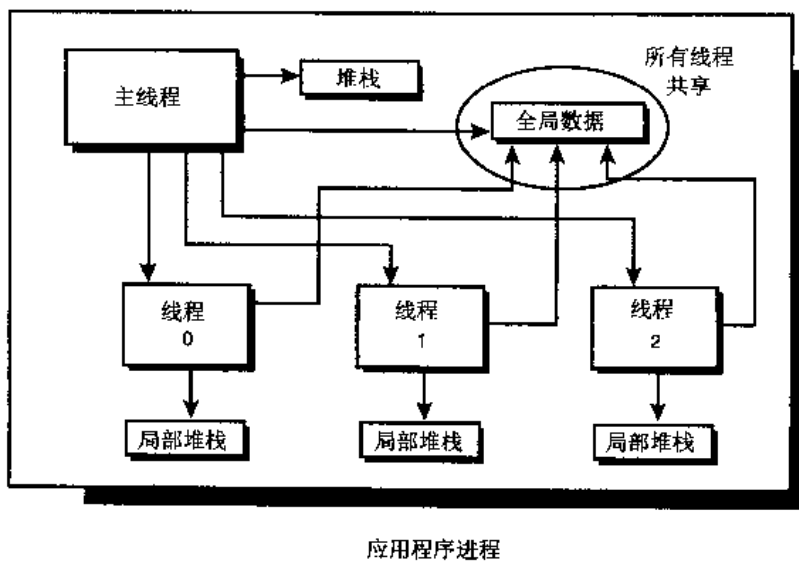 所有线程
共享
主线程
堆栈
全局数据
线程
0
线程
1
线程
2
局部堆栈
局部堆栈
局部堆栈
应用程序进程